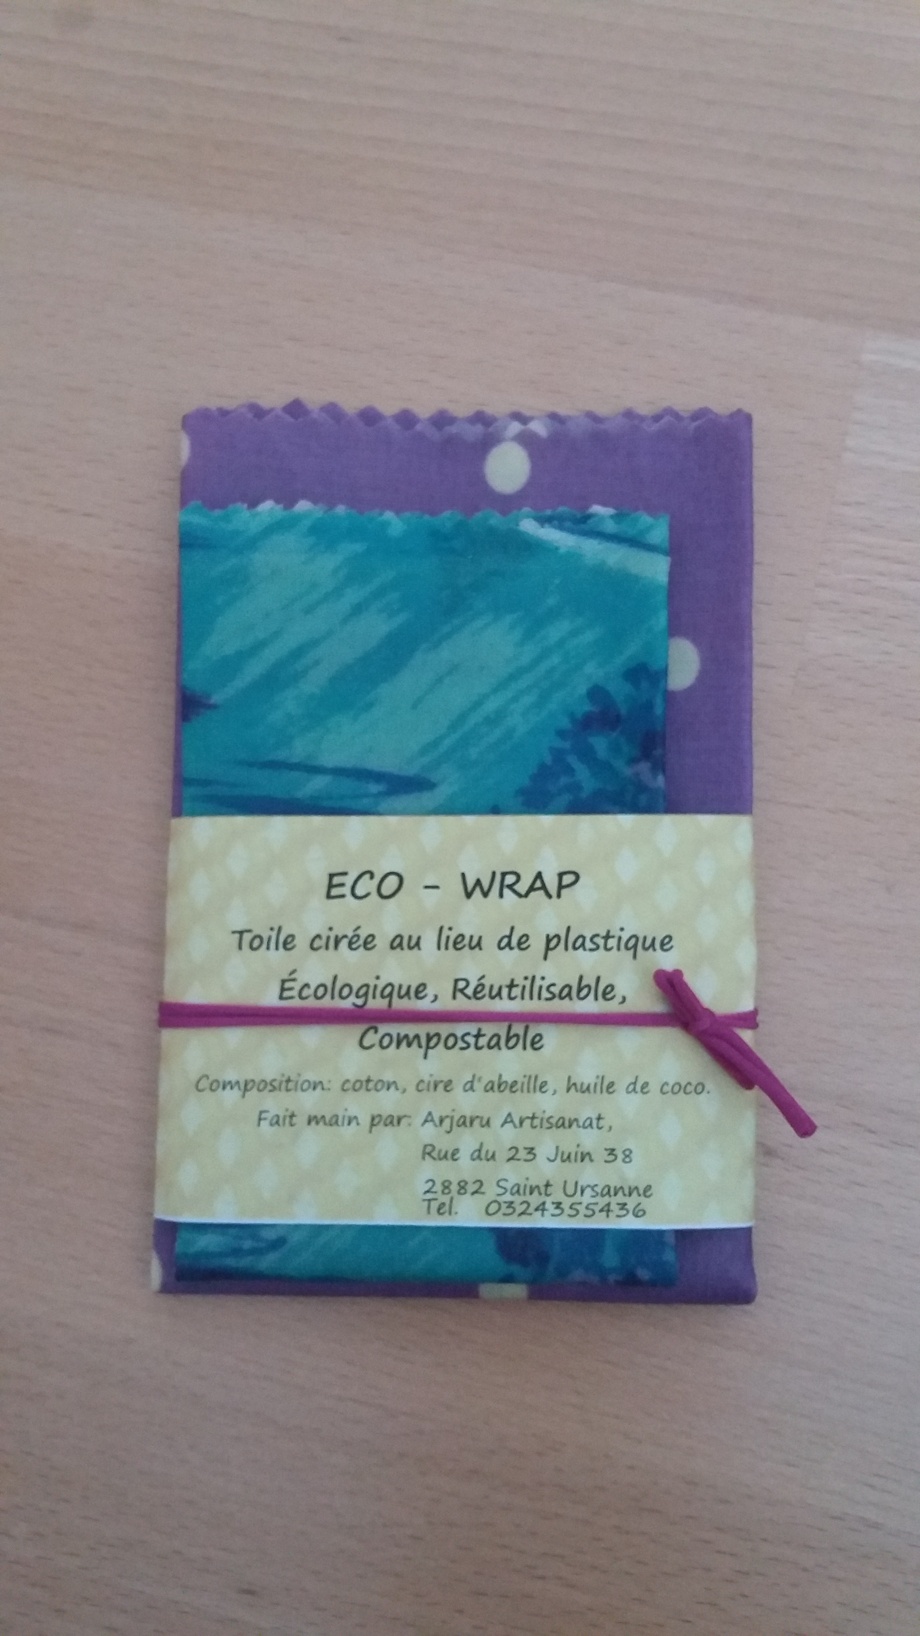 ECO - WRAP
Toile cirée au lieu de plastique
Écologique, Réutilisable,
Compostable
Composition: coton, cire d'abeille, huile de coco.
Fait main par: Arjaru Artisanat,
Rue du 23 Juin 38
2882 Saint Ursanne
Tel. 0324355436